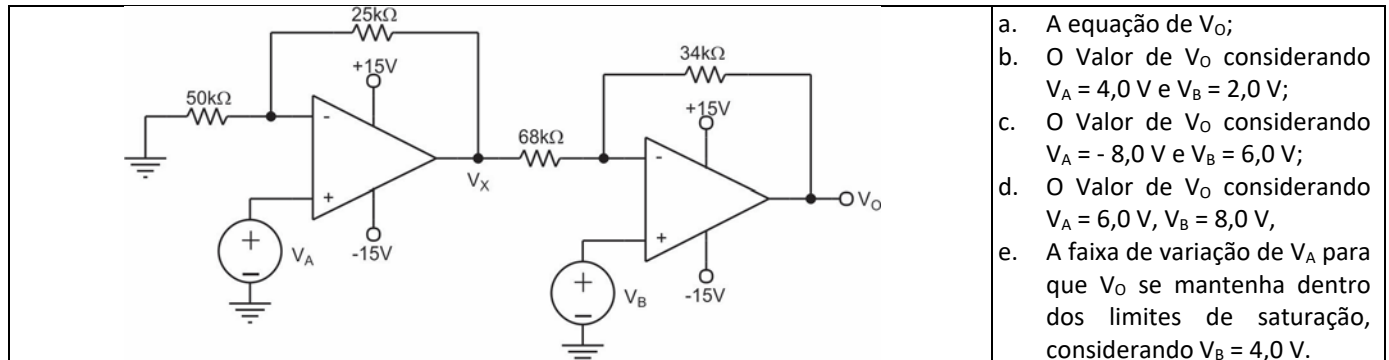 25kΩ
+15V
50kΩ
-
+
-15V
+
-
V_A
V_X
68kΩ
34kΩ
+15V
-
+
-15V
+
-
V_B
V_O
a. A equação de V_O;
b. O Valor de V_O considerando
V_A = 4,0 V e V_B = 2,0 V;
c. O Valor de V_O considerando
V_A = - 8,0 V e V_B = 6,0 V;
d. O Valor de V_O considerando
V_A = 6,0 V, V_B = 8,0 V,
e. A faixa de variação de V_A para
que V_O se mantenha dentro
dos limites de saturação,
considerando V_B = 4,0 V.